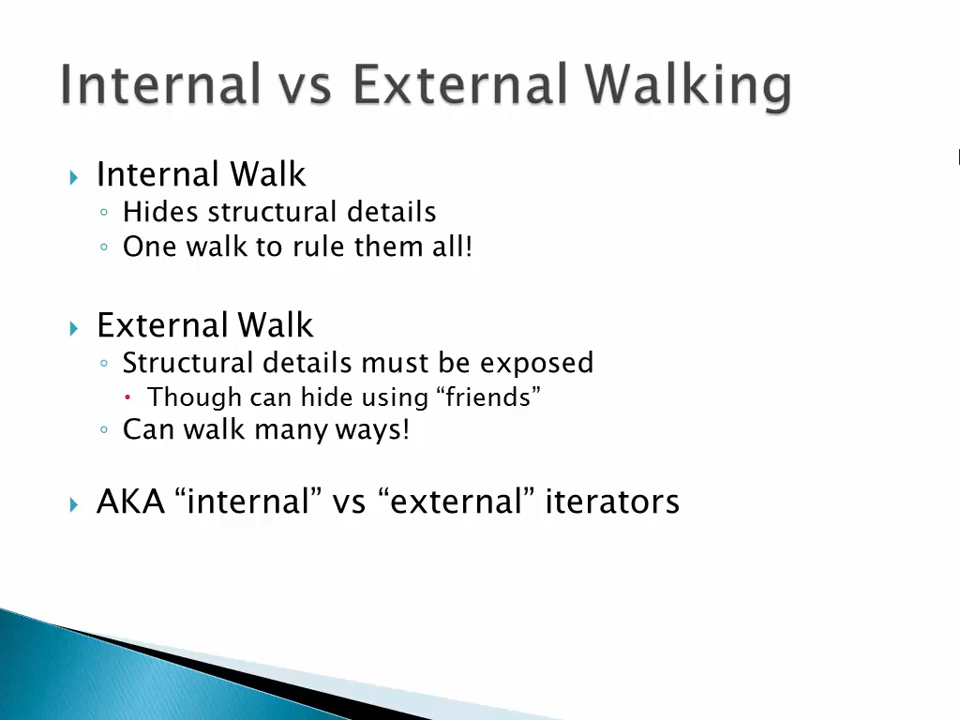 Internal vs External Walking
Internal Walk
Hides structural details
One walk to rule them all!
External Walk
Structural details must be exposed
Though can hide using “friends”
Can walk many ways!
AKA “internal” vs “external” iterators